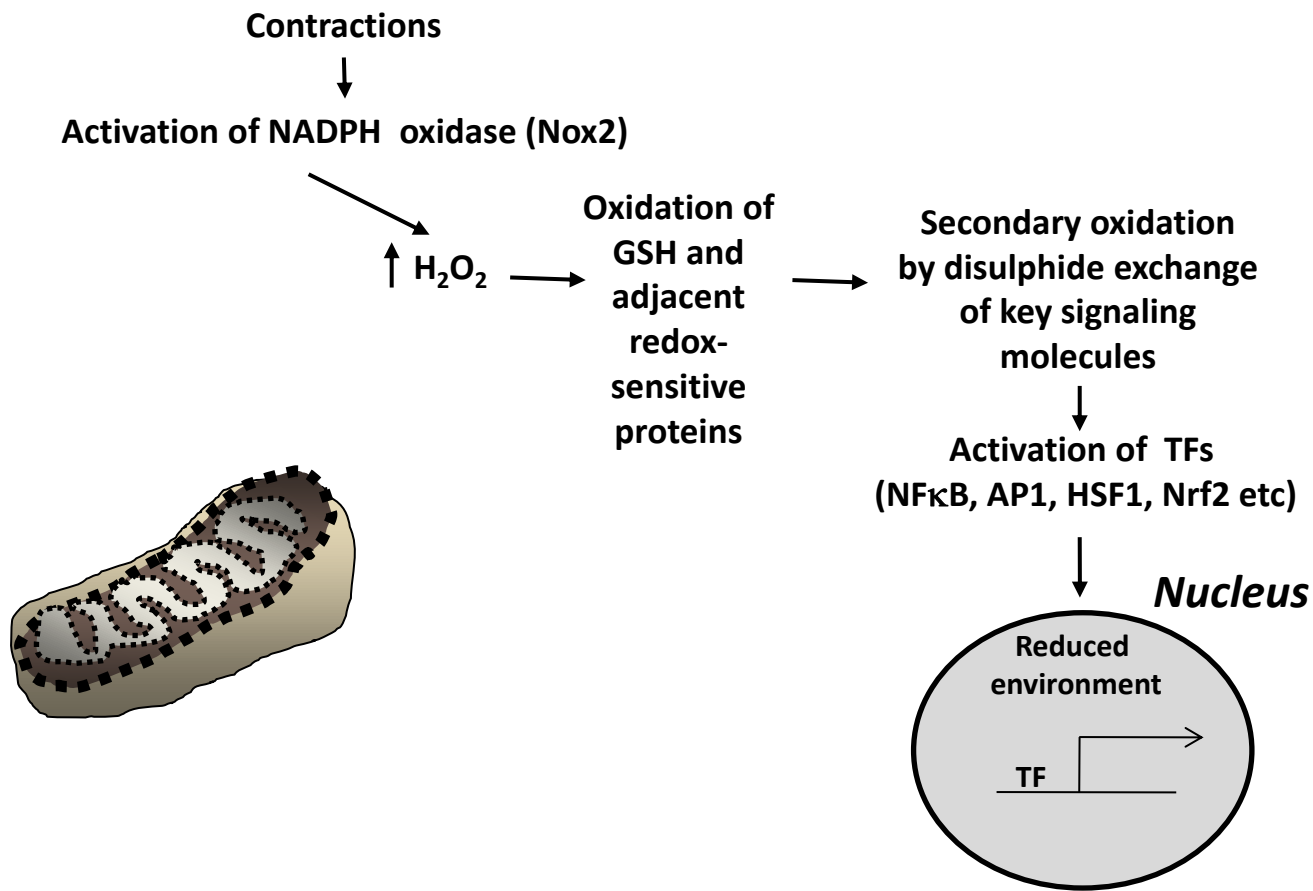 Contractions
Activation of NADPH oxidase (Nox2)
H₂O₂
Oxidation of
GSH and
adjacent
redox-
sensitive
proteins
Secondary oxidation
by disulphide exchange
of key signaling
molecules
Activation of TFs
(NFκB, AP1, HSF1, Nrf2 etc)
Nucleus
Reduced
environment
TF